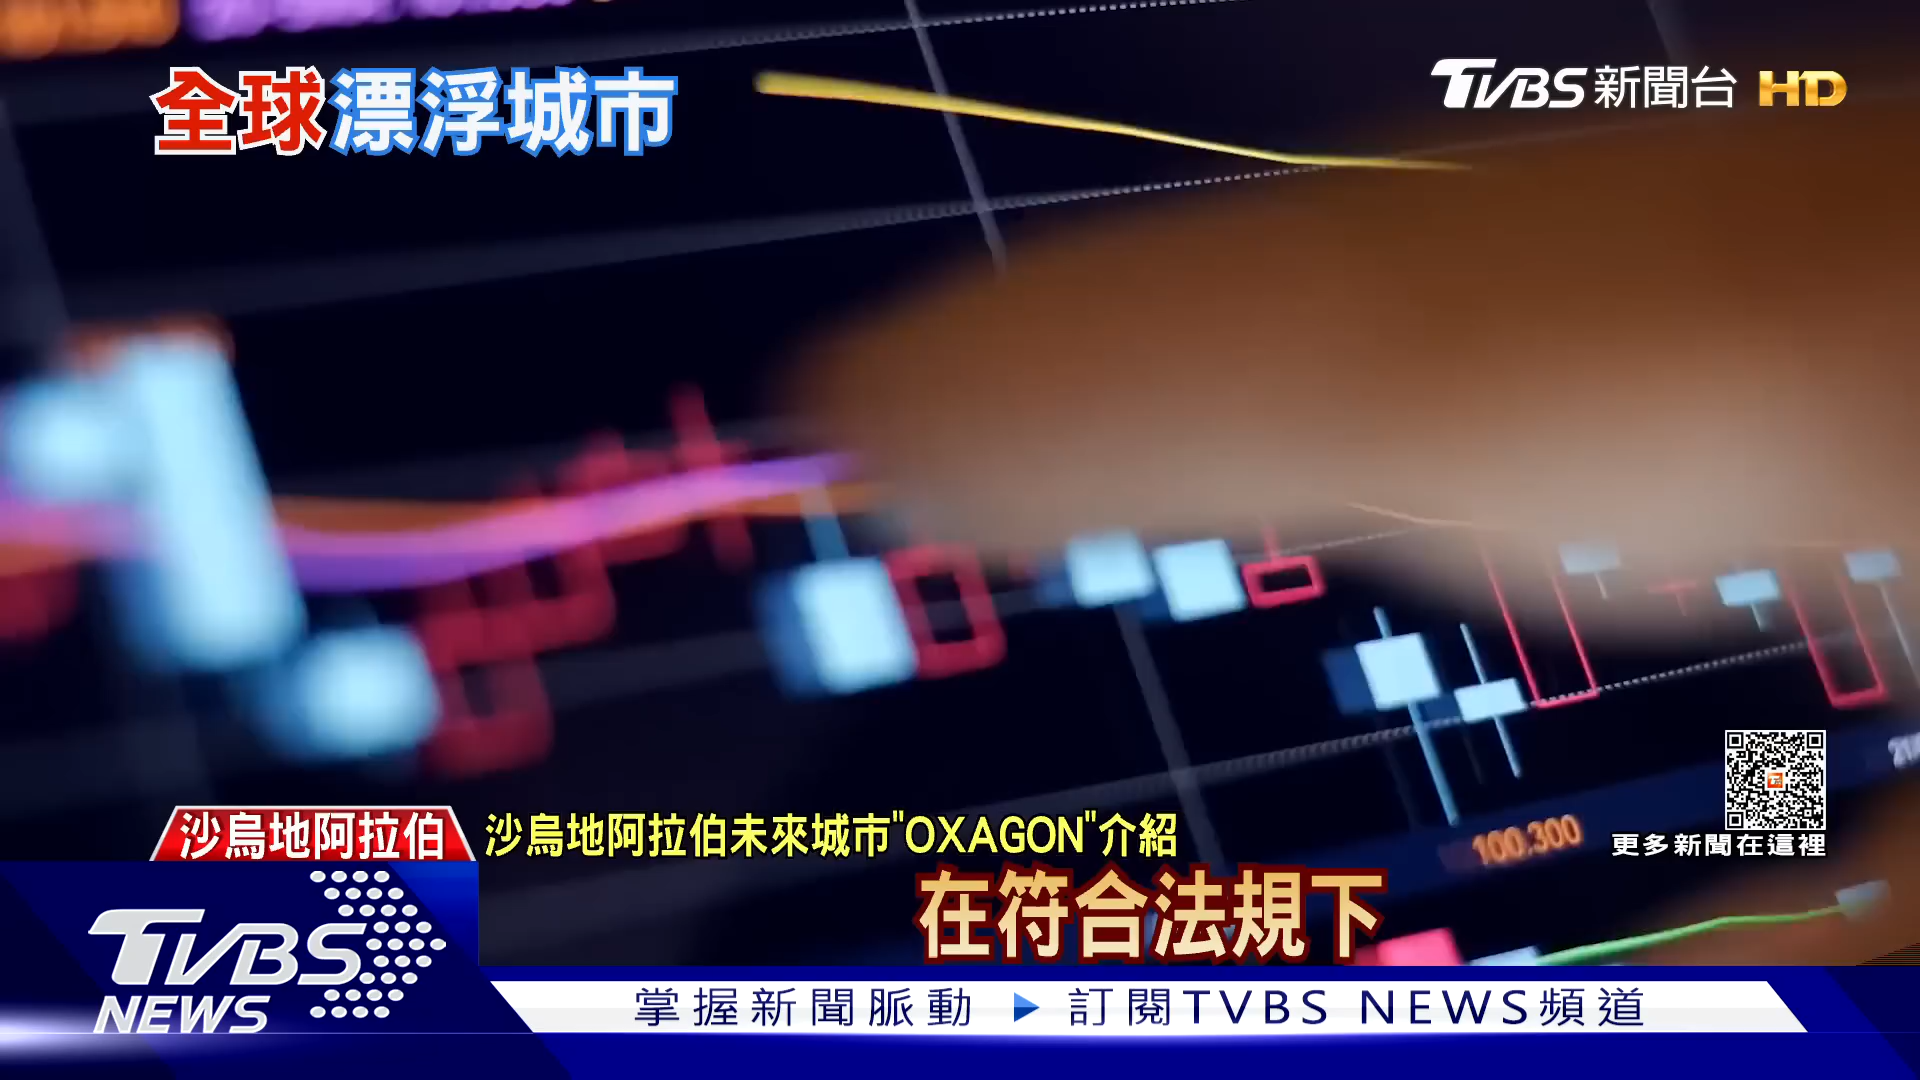 全球漂浮城市
TVBS新聞台 HD
更多新聞在這裡
100.300
沙烏地阿拉伯
沙烏地阿拉伯未來城市"OXAGON"介紹
在符合法規下
TVBS
NEWS
掌握新聞脈動 ▶ 訂閱TVBS NEWS頻道